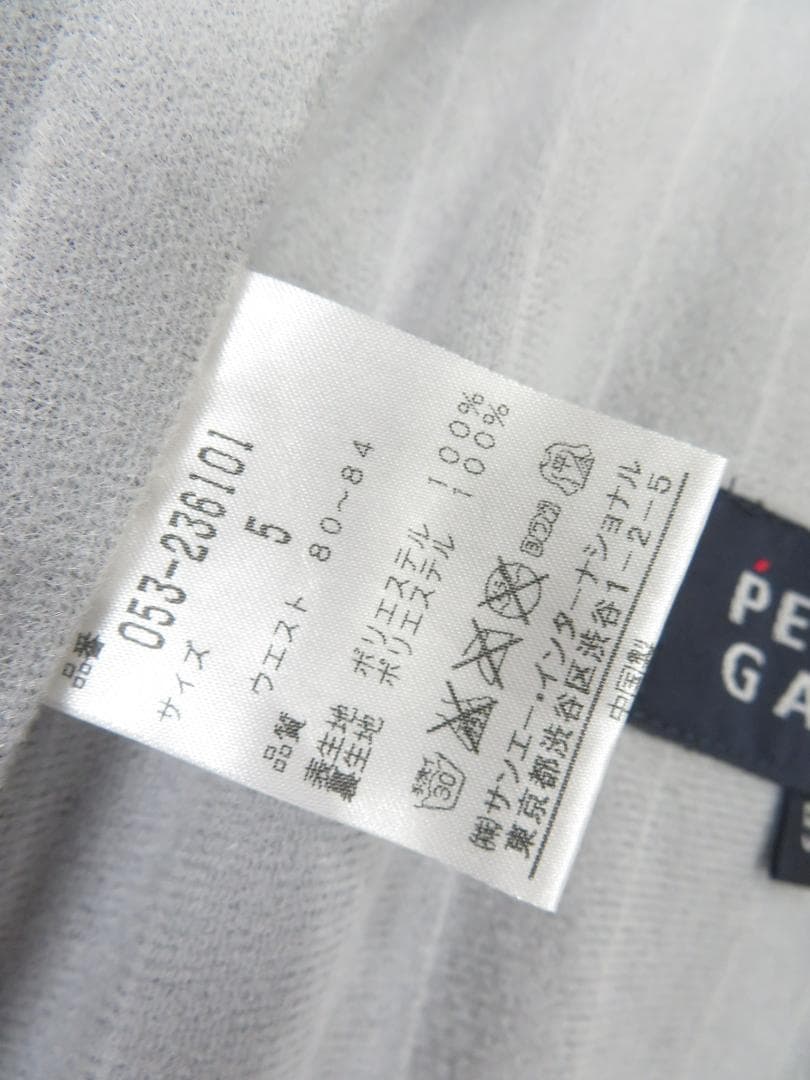 品番 053-236101
サイズ 5
ウエスト 80～84
品質
表生地 ポリエステル 100%
裏生地 ポリエステル 100%
30 中
(株)サンエー・インターナショナル
東京都渋谷区渋谷1-2-5
中国製
PE
GA